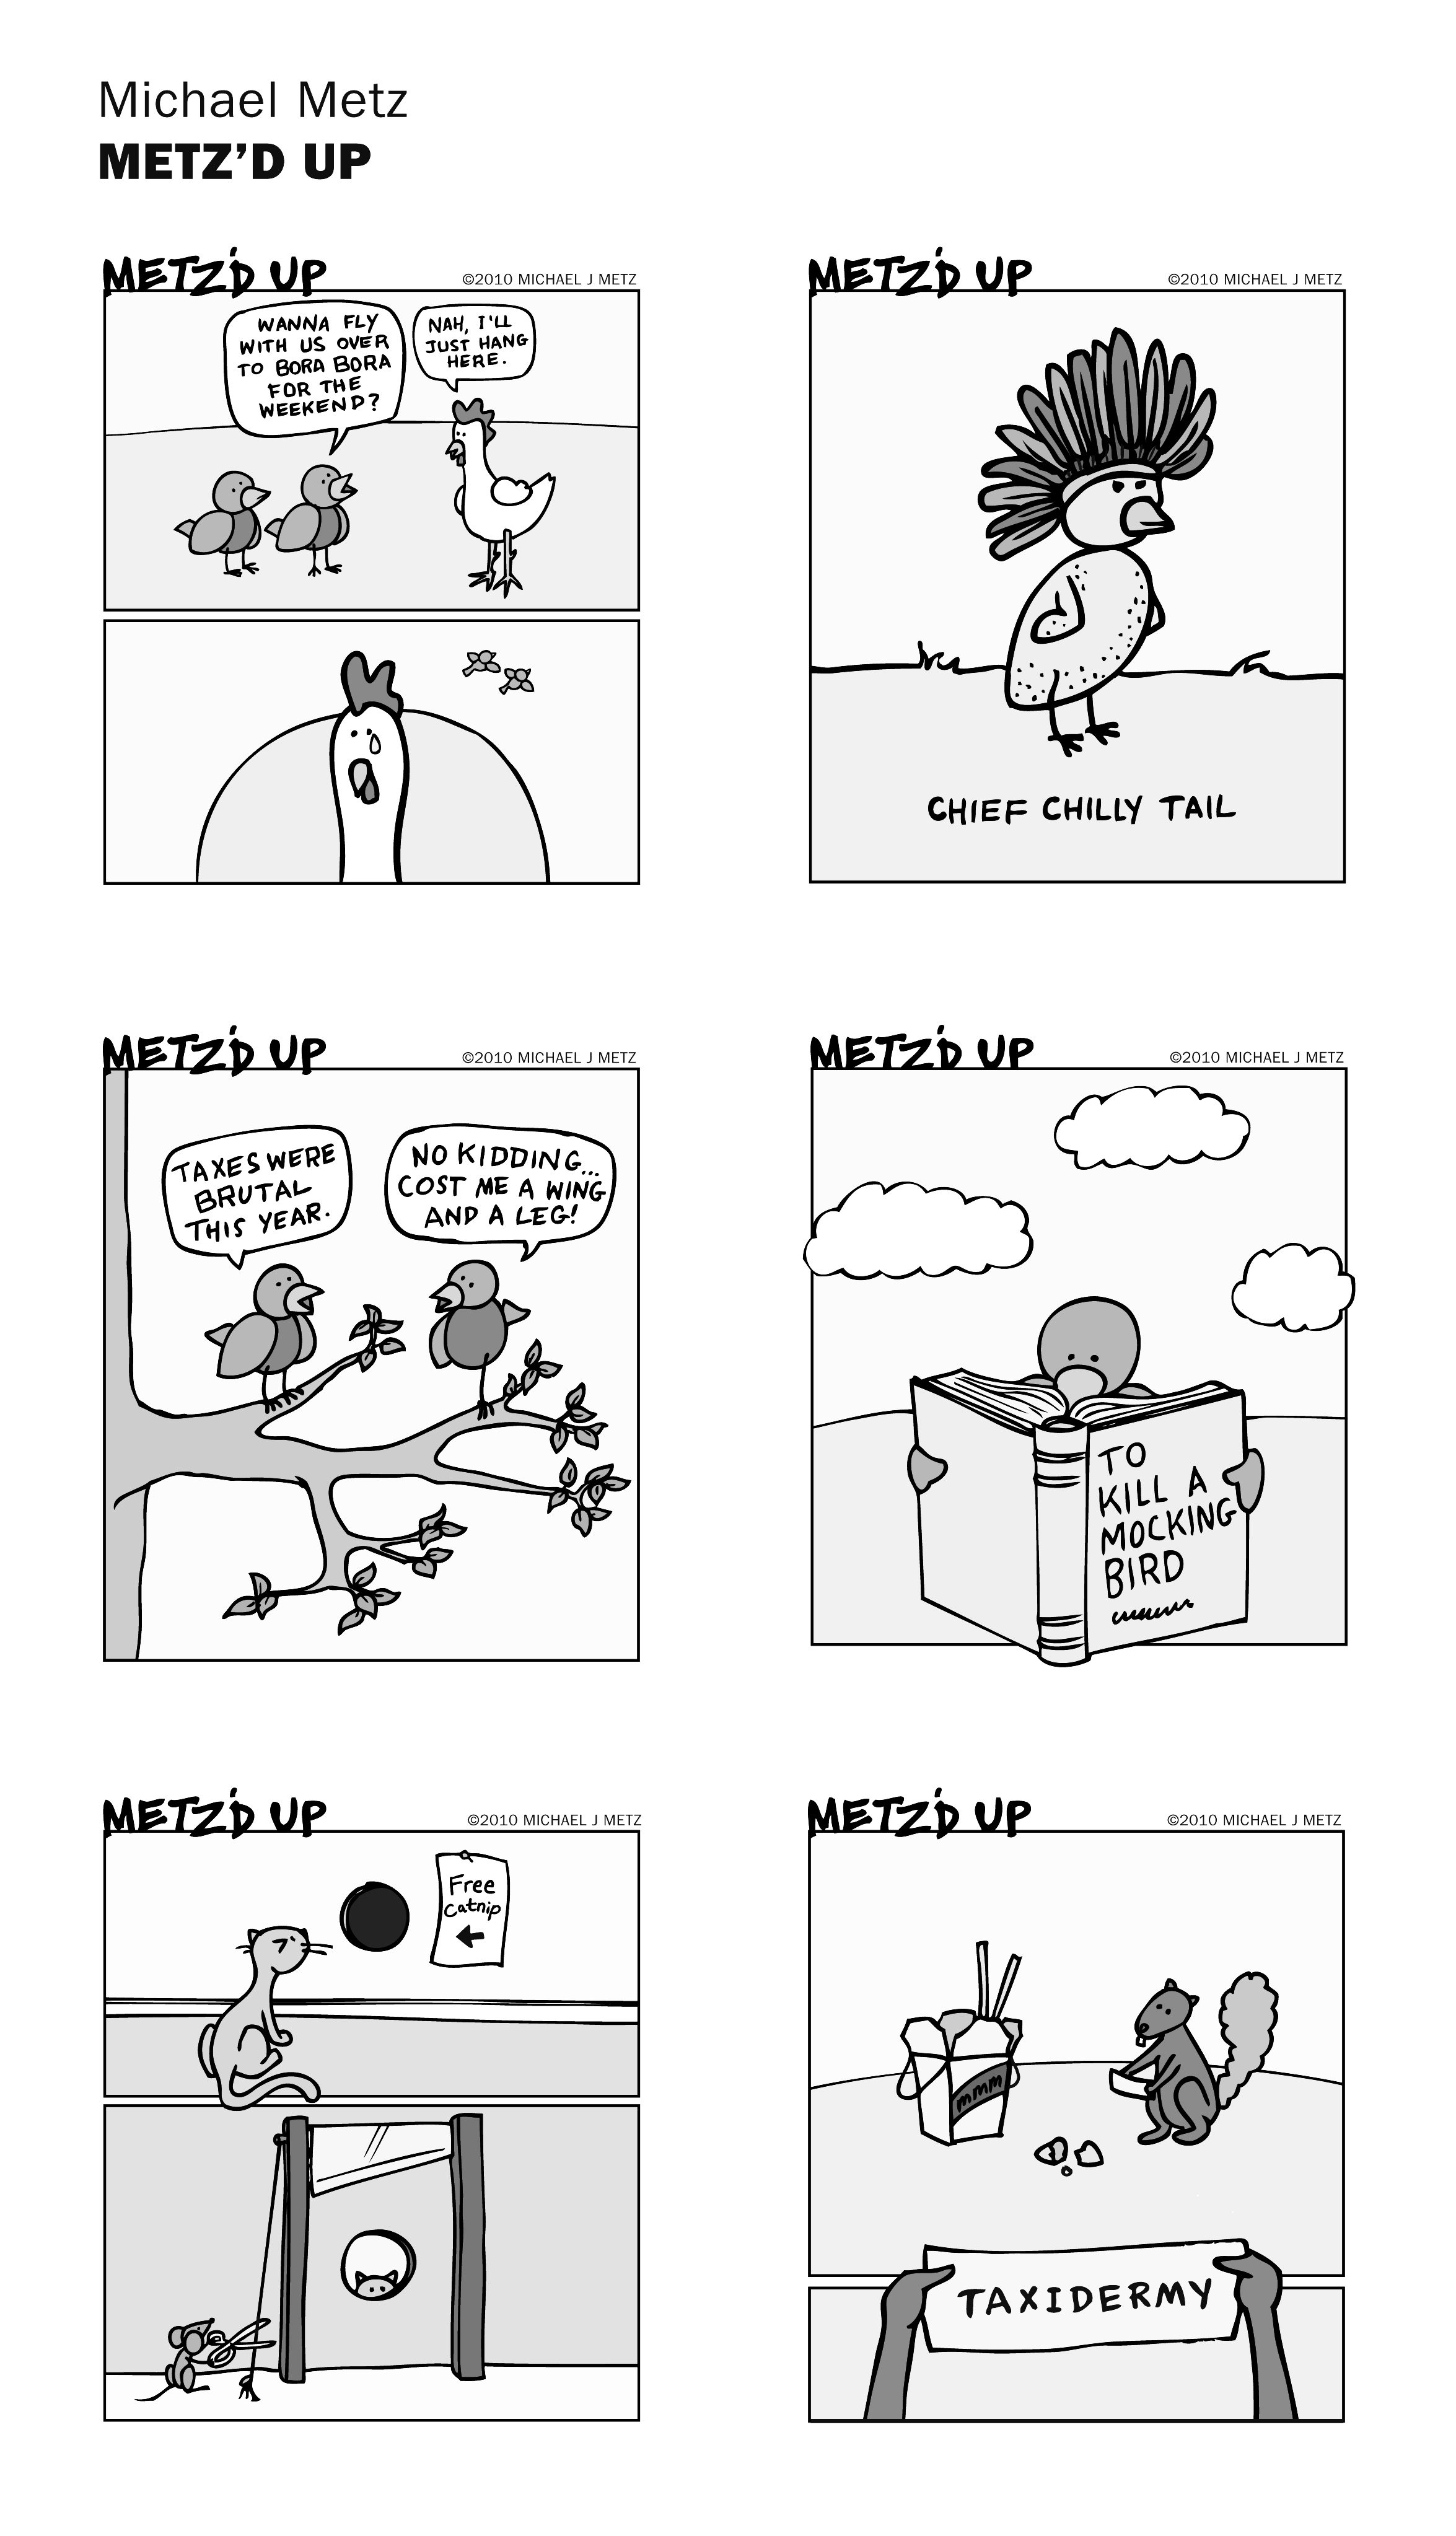 Michael Metz
METZ'D UP
METZ'D UP
©2010 MICHAEL J METZ
WANNA FLY
WITH US OVER
TO BORA BORA
FOR THE
WEEKEND?
NAH, I'LL
JUST HANG
HERE.
METZ'D UP
©2010 MICHAEL J METZ
CHIEF CHILLY TAIL
METZ'D UP
©2010 MICHAEL J METZ
TAXES WERE
BRUTAL
THIS YEAR.
NO KIDDING...
COST ME A WING
AND A LEG!
METZ'D UP
©2010 MICHAEL J METZ
TO
KILL A
MOCKING
BIRD
METZ'D UP
©2010 MICHAEL J METZ
Free
Catnip
METZ'D UP
©2010 MICHAEL J METZ
MMM
TAXIDERMY